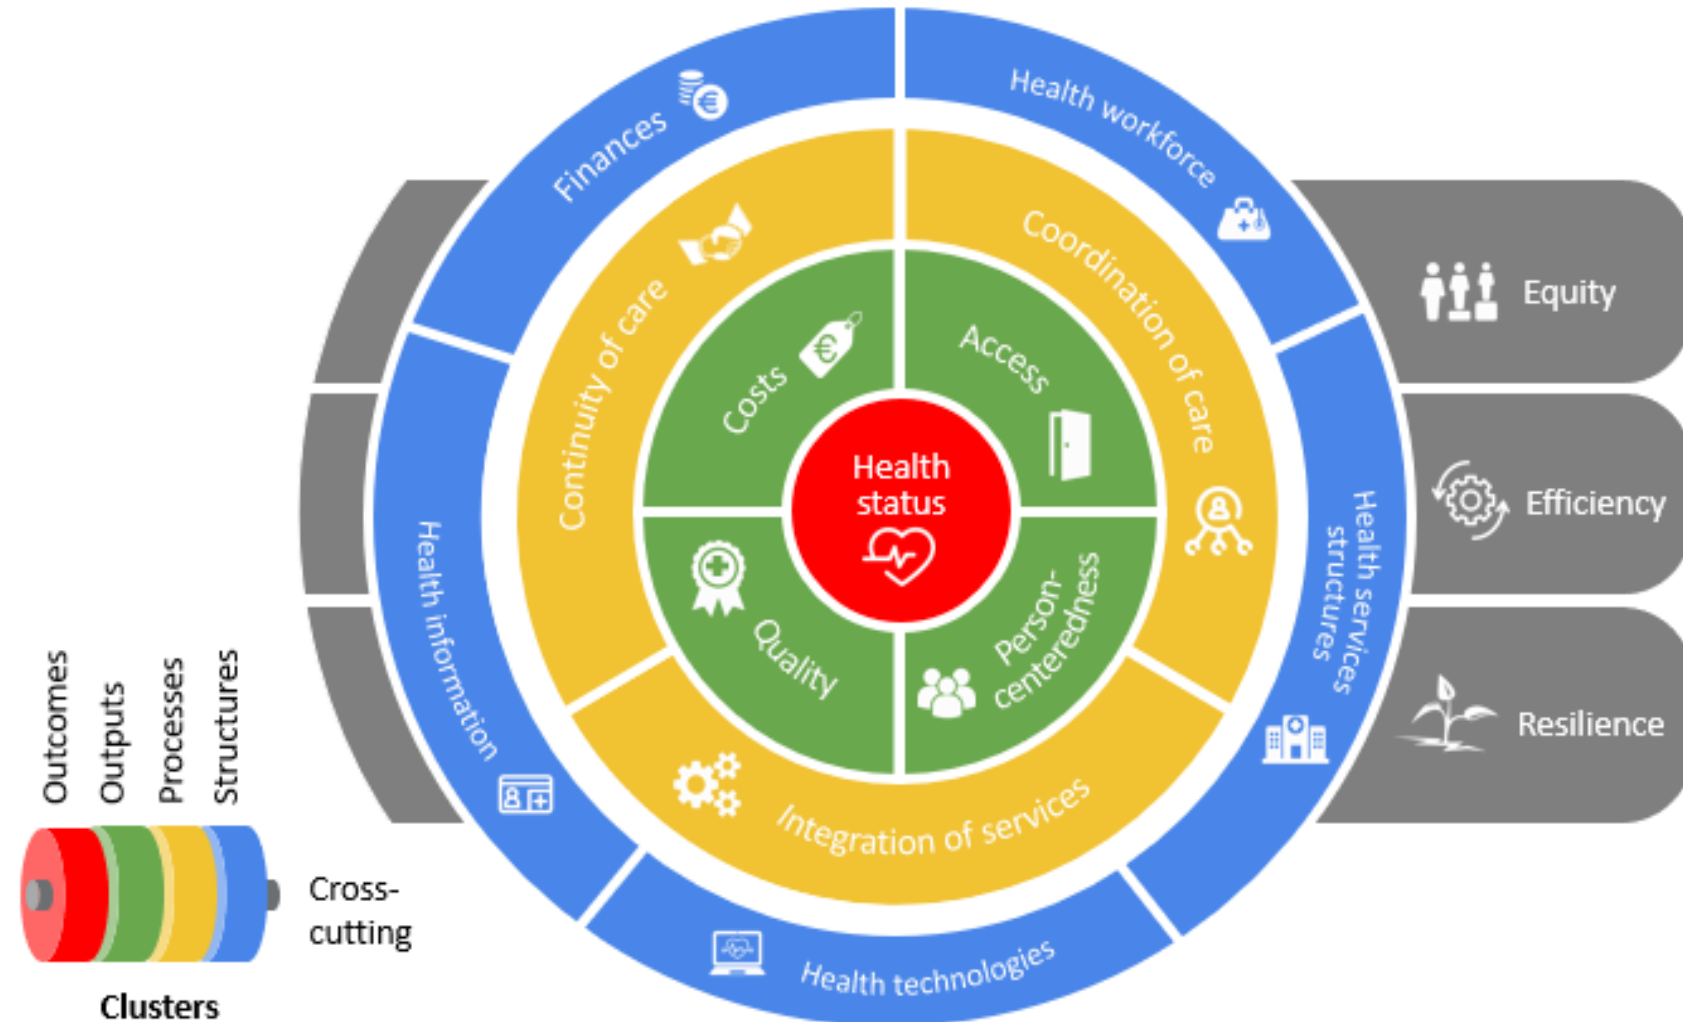 Finances
Health workforce
Continuity of care
Coordination of care
Costs
Access
Health
status
Quality
Person-
centeredness
Integration of services
Health information
Health services
structures
Health technologies
Equity
Efficiency
Resilience
Outcomes
Outputs
Processes
Structures
Cross-
cutting
Clusters